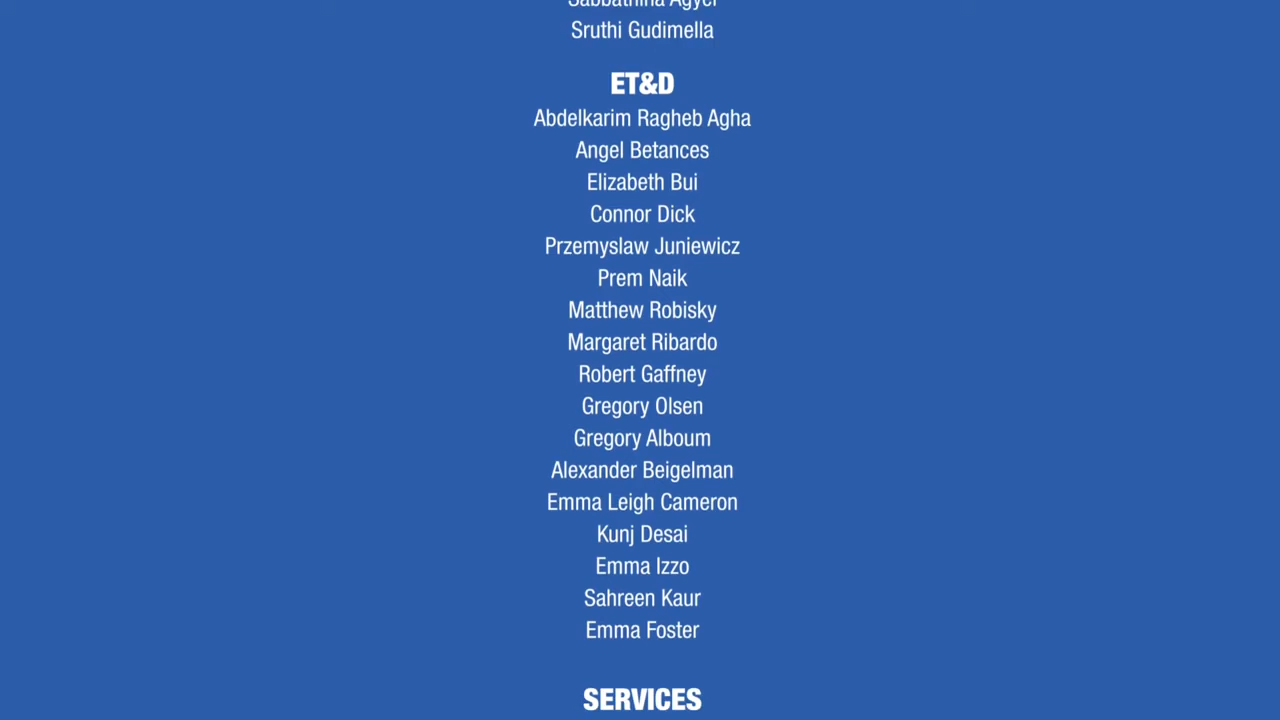 Sruthi Gudimella
ET&D
Abdelkarim Ragheb Agha
Angel Betances
Elizabeth Bui
Connor Dick
Przemyslaw Juniewicz
Prem Naik
Matthew Robisky
Margaret Ribardo
Robert Gaffney
Gregory Olsen
Gregory Alboum
Alexander Beigelman
Emma Leigh Cameron
Kunj Desai
Emma Izzo
Sahreen Kaur
Emma Foster
SERVICES